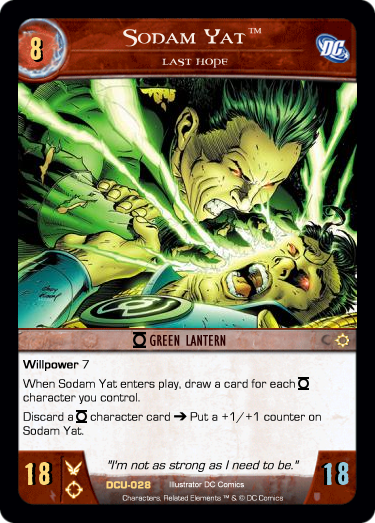 8
SODAM YAT™
LAST HOPE
DC
GREEN LANTERN
Willpower 7
When Sodam Yat enters play, draw a card for each
character you control.
Discard a character card ➔ Put a +1/+1 counter on
Sodam Yat.
18
"I'm not as strong as I need to be."
18
DCU-028 Illustrator DC Comics
Characters, Related Elements ™ & © DC Comics